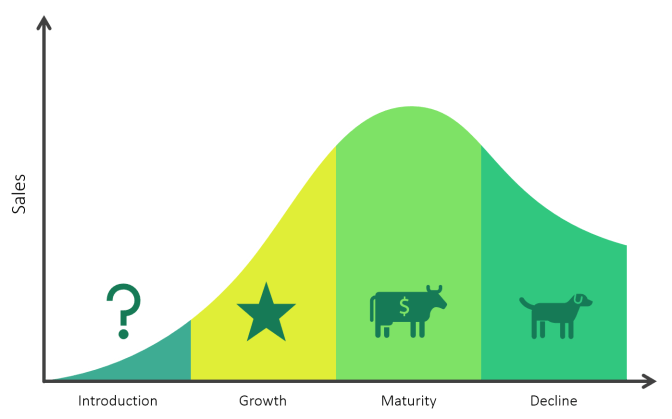 Sales
?
$
Introduction
Growth
Maturity
Decline